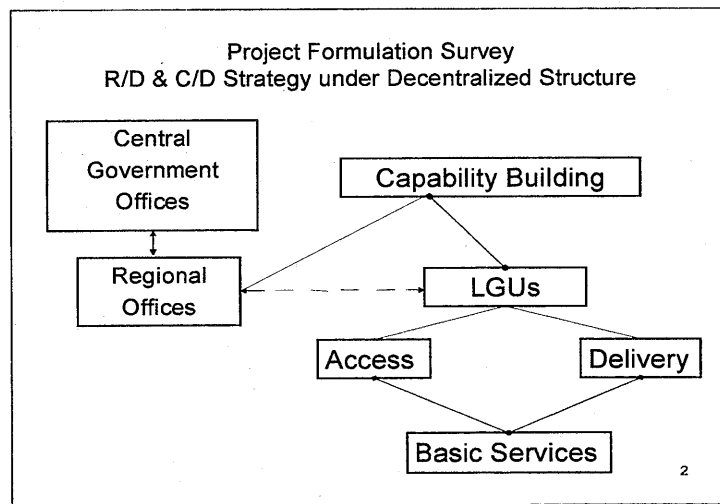 Project Formulation Survey
R/D & C/D Strategy under Decentralized Structure
Central
Government
Offices
Capability Building
Regional
Offices
LGUs
Access
Delivery
Basic Services
2